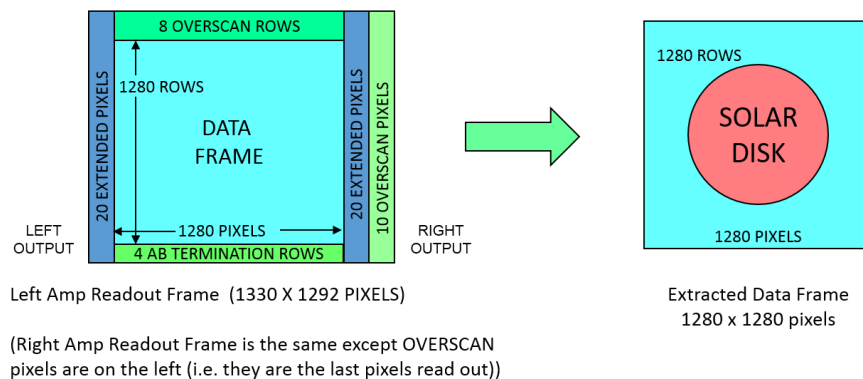 8 OVERSCAN ROWS
20 EXTENDED PIXELS
1280 ROWS
DATA
FRAME
20 EXTENDED PIXELS
10 OVERSCAN PIXELS
LEFT
OUTPUT
1280 PIXELS
RIGHT
OUTPUT
4 AB TERMINATION ROWS
Left Amp Readout Frame (1330 X 1292 PIXELS)
(Right Amp Readout Frame is the same except OVERSCAN
pixels are on the left (i.e. they are the last pixels read out))
1280 ROWS
SOLAR
DISK
1280 PIXELS
Extracted Data Frame
1280 x 1280 pixels